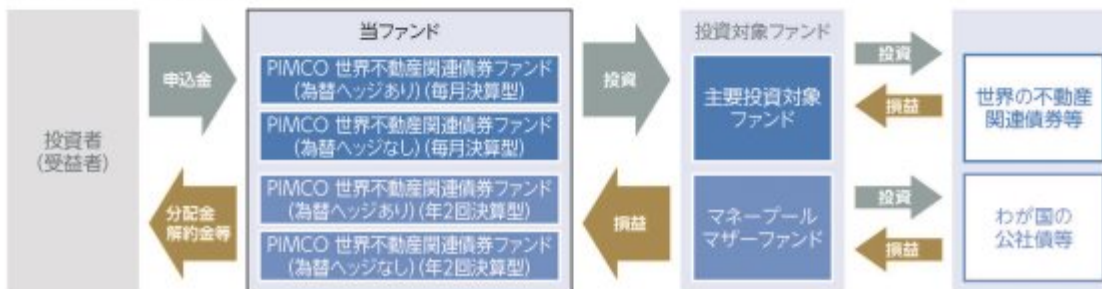 投資者
(受益者)
申込金
分配金
解約金等
当ファンド
PIMCO 世界不動産関連債券ファンド
(為替ヘッジあり)(毎月決算型)
PIMCO 世界不動産関連債券ファンド
(為替ヘッジなし)(毎月決算型)
PIMCO 世界不動産関連債券ファンド
(為替ヘッジあり)(年2回決算型)
PIMCO 世界不動産関連債券ファンド
(為替ヘッジなし)(年2回決算型)
投資
損益
投資対象ファンド
主要投資対象
ファンド
マネープール
マザーファンド
投資
損益
投資
損益
世界の不動産
関連債券等
わが国の
公社債等